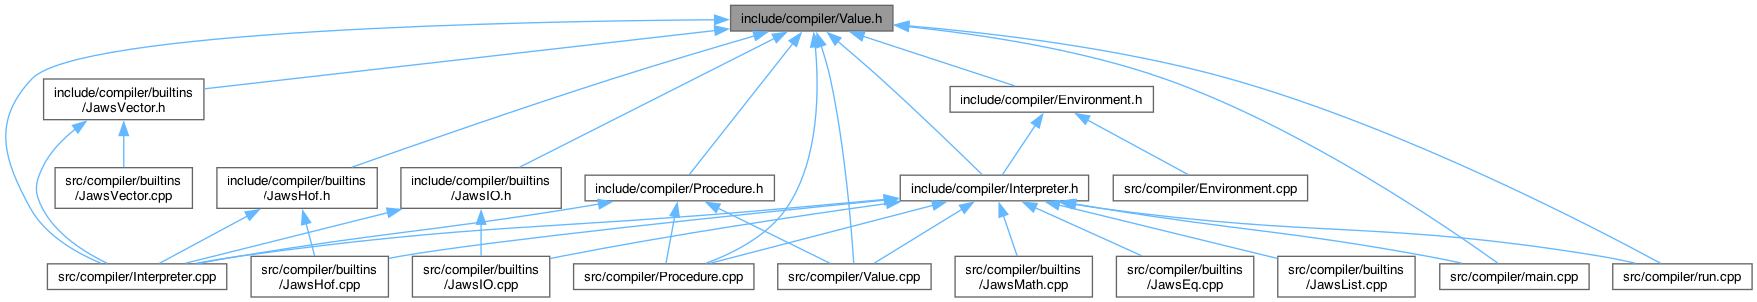 include/compiler/Value.h
include/compiler/builtins
/JawsVector.h
include/compiler/Environment.h
src/compiler/builtins
/JawsVector.cpp
include/compiler/builtins
/JawsHof.h
include/compiler/builtins
/JawsIO.h
include/compiler/Procedure.h
include/compiler/Interpreter.h
src/compiler/Environment.cpp
src/compiler/Interpreter.cpp
src/compiler/builtins
/JawsHof.cpp
src/compiler/builtins
/JawsIO.cpp
src/compiler/Procedure.cpp
src/compiler/Value.cpp
src/compiler/builtins
/JawsMath.cpp
src/compiler/builtins
/JawsEq.cpp
src/compiler/builtins
/JawsList.cpp
src/compiler/main.cpp
src/compiler/run.cpp